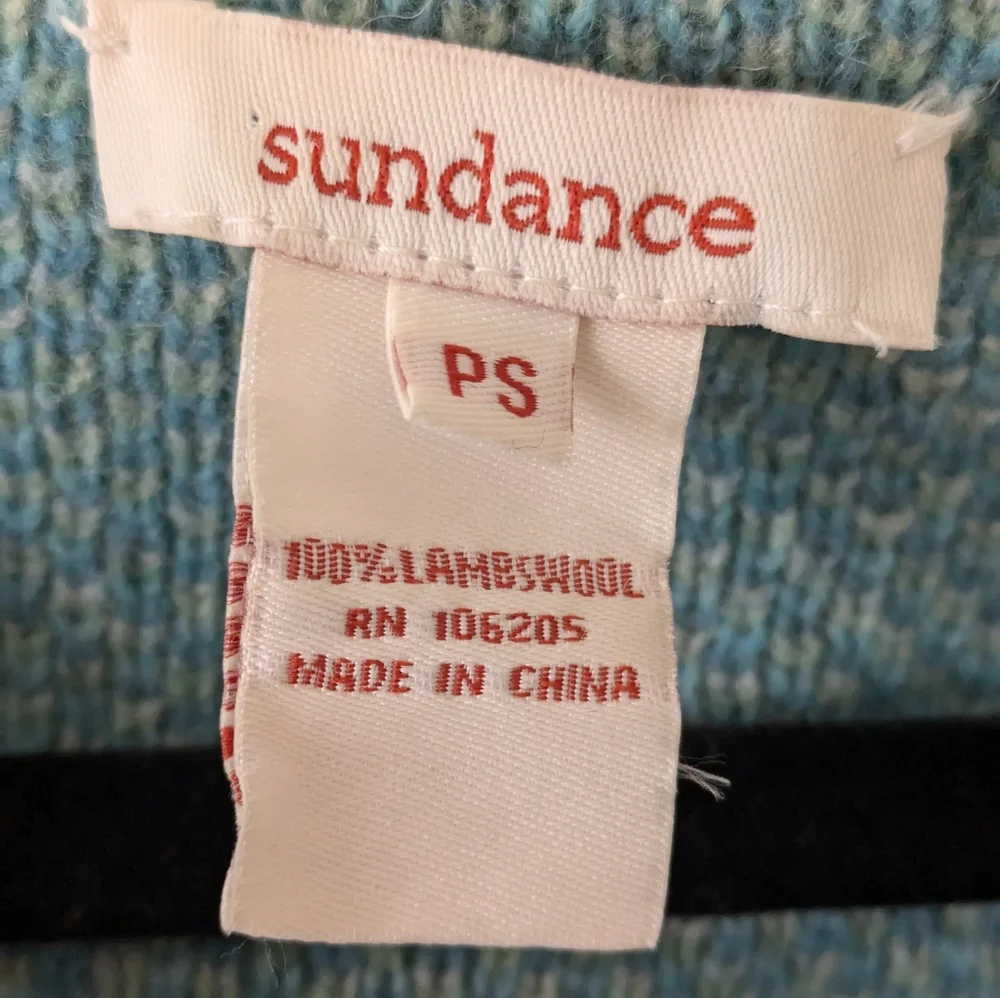 sundance
PS
100%LAMBSWOOL
RN 106205
MADE IN CHINA